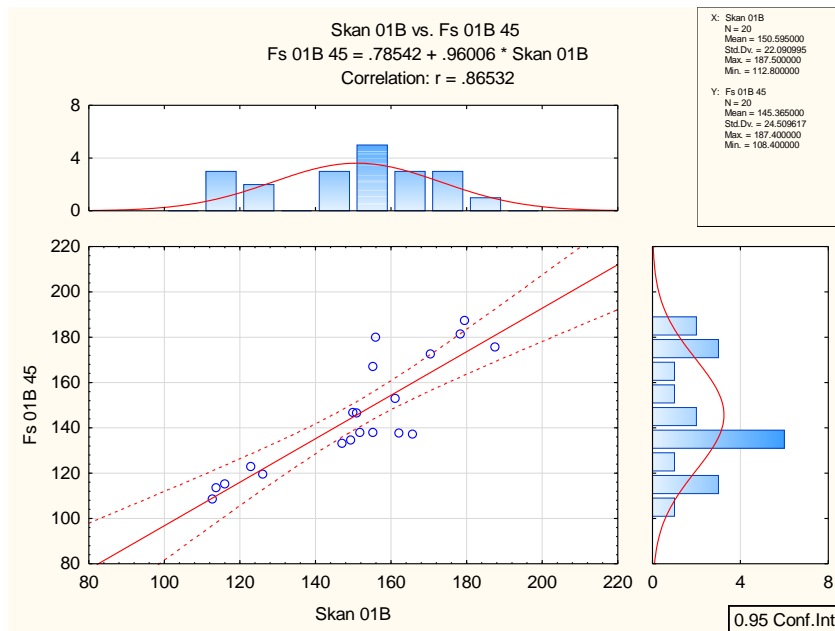 Skan 01B vs. Fs 01B 45
Fs 01B 45 = .78542 + .96006 * Skan 01B
Correlation: r = .86532
X: Skan 01B
N = 20
Mean = 150.595000
Std.Dv. = 22.090995
Max. = 187.500000
Min. = 112.800000
Y: Fs 01B 45
N = 20
Mean = 145.365000
Std.Dv. = 24.509617
Max. = 187.400000
Min. = 108.400000
8
4
0
220
200
180
160
140
120
100
80
Fs 01B 45
80 100 120 140 160 180 200 220
Skan 01B
0 4 8
0.95 Conf.Int